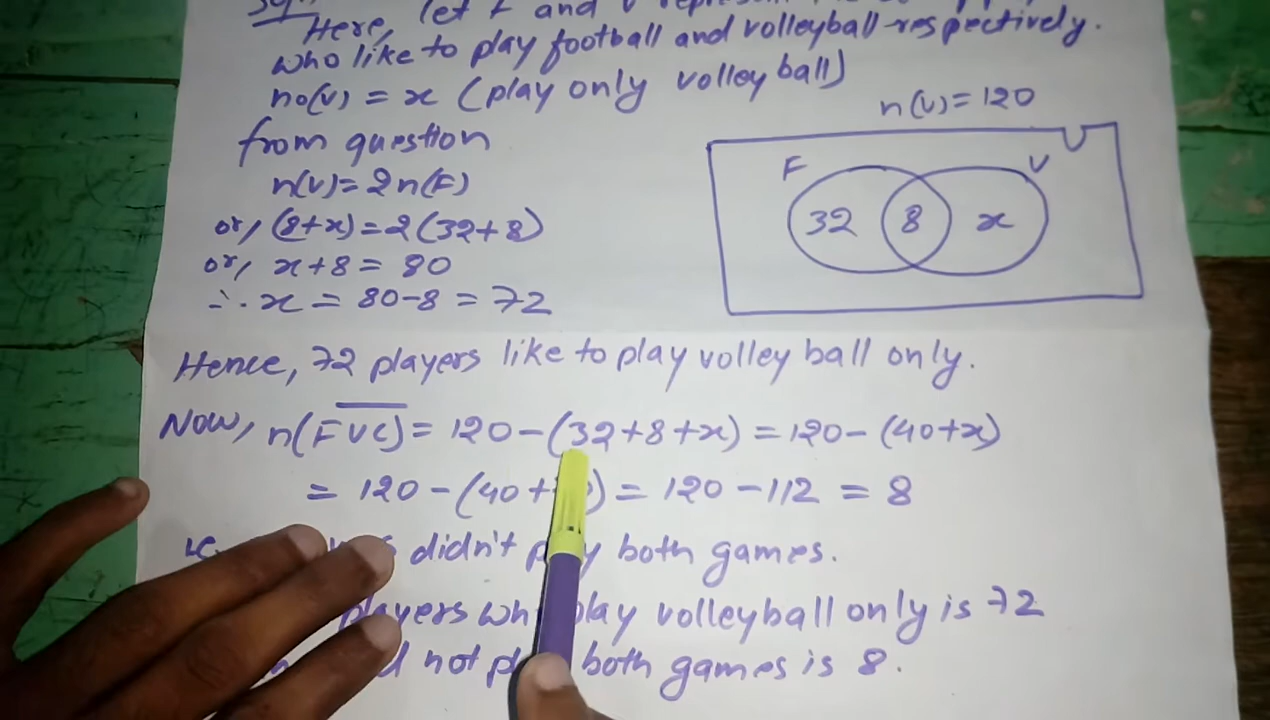 Here, let F and V
who like to play football and volleyball respectively.
no(V) = x (play only volley ball)
n(U) = 120
from question
n(V) = 2n(F)
or, (8+x) = 2(32+8)
or, x+8 = 80
∴ x = 80-8 = 72
U
F
V
32
8
x
Hence, 72 players like to play volley ball only.
Now, n(F̅U̅C̅) = 120 - (32+8+x) = 120 - (40+x)
= 120 - (40+ ) = 120 - 112 = 8
didn't both games.
players play volleyball only is 72
not both games is 8.